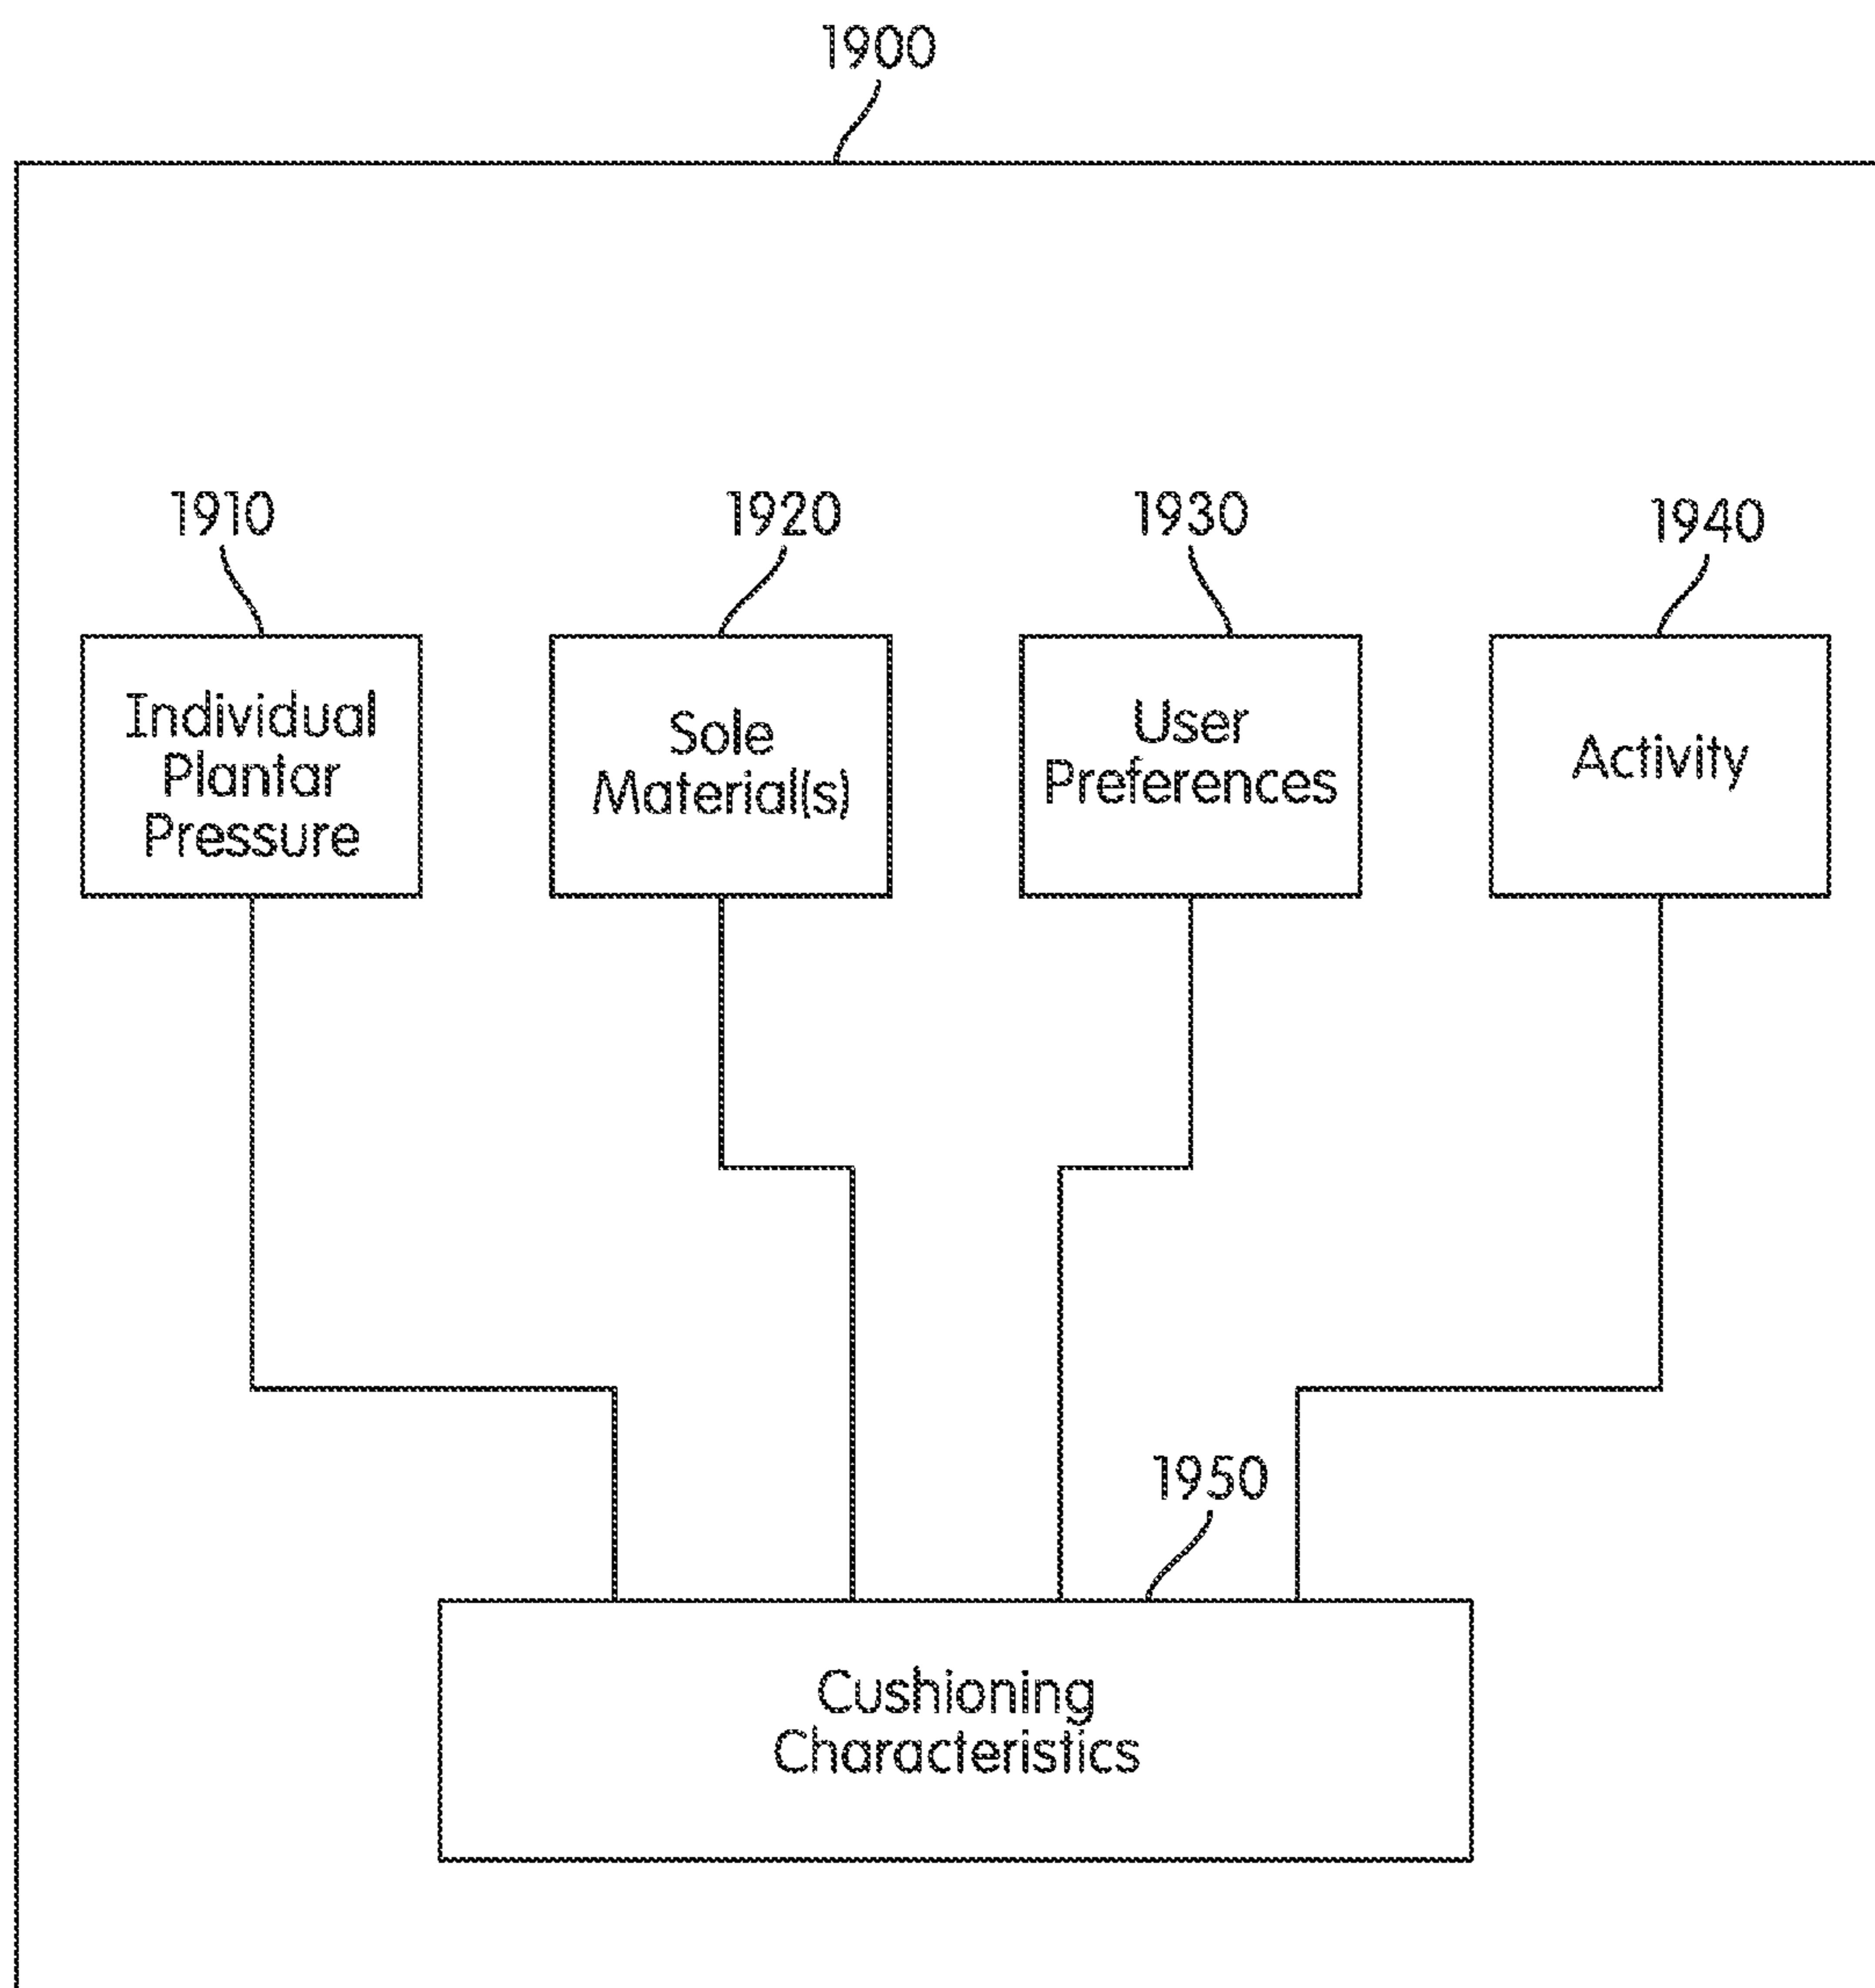 1900
1910
1920
1930
1940
Individual
Plantar
Pressure
Sole
Material(s)
User
Preferences
Activity
1950
Cushioning
Characteristics